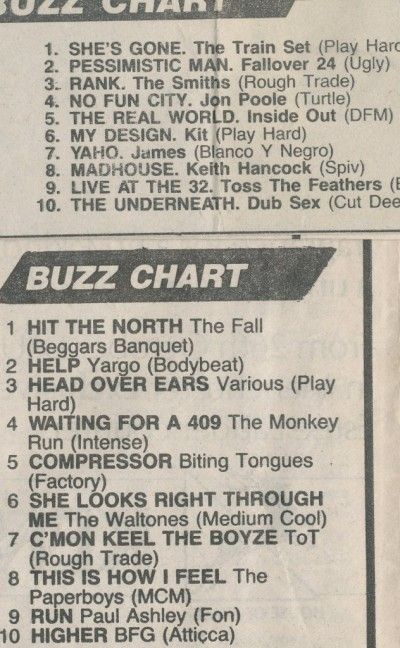 BUZZ CHART
1. SHE'S GONE. The Train Set (Play Hard
2. PESSIMISTIC MAN. Fallover 24 (Ugly)
3. RANK. The Smiths (Rough Trade)
4. NO FUN CITY. Jon Poole (Turtle)
5. THE REAL WORLD. Inside Out (DFM)
6. MY DESIGN. Kit (Play Hard)
7. YAHO. James (Blanco Y Negro)
8. MADHOUSE. Keith Hancock (Spiv)
9. LIVE AT THE 32. Toss The Feathers
10. THE UNDERNEATH. Dub Sex (Cut Dee
BUZZ CHART
1 HIT THE NORTH The Fall
(Beggars Banquet)
2 HELP Yargo (Bodybeat)
3 HEAD OVER EARS Various (Play
Hard)
4 WAITING FOR A 409 The Monkey
Run (Intense)
5 COMPRESSOR Biting Tongues
(Factory)
6 SHE LOOKS RIGHT THROUGH
ME The Waltones (Medium Cool)
7 C'MON KEEL THE BOYZE ToT
(Rough Trade)
8 THIS IS HOW I FEEL The
Paperboys (MCM)
9 RUN Paul Ashley (Fon)
10 HIGHER BFG (Atticca)